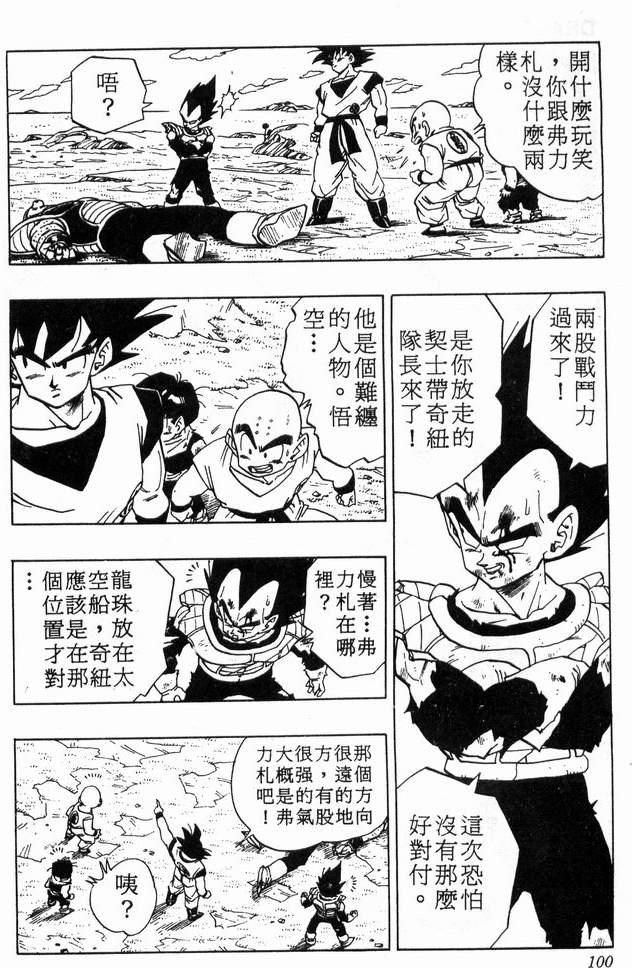 開什麼玩笑
，你跟弗力
札沒什麼兩
樣。
唔？
兩股戰鬥力
過來了！
是你放走的
契士帶奇紐
隊長來了！
這次恐怕
沒有那麼
好對付。
他是個難纏
的人物。悟
空…
慢著…弗
力札在哪
裡？
龍珠放在太
空船，奇紐
應該是在那
個位置才對
…
那個方向
很遠的地
方，有股
很强的氣
大概是弗
力札吧！
咦？
100